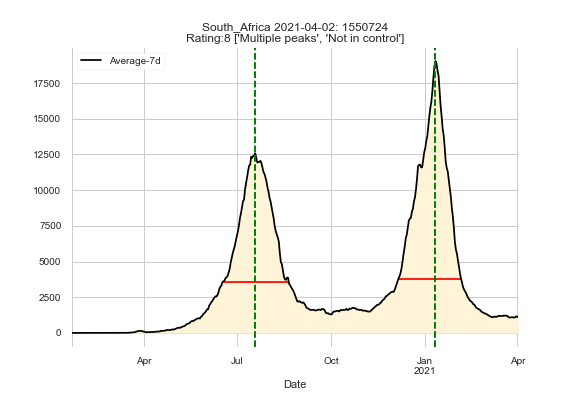 South_Africa 2021-04-02: 1550724
Rating:8 ['Multiple peaks', 'Not in control']
Average-7d
17500
15000
12500
10000
7500
5000
2500
0
Apr
Jul
Oct
Jan
2021
Apr
Date